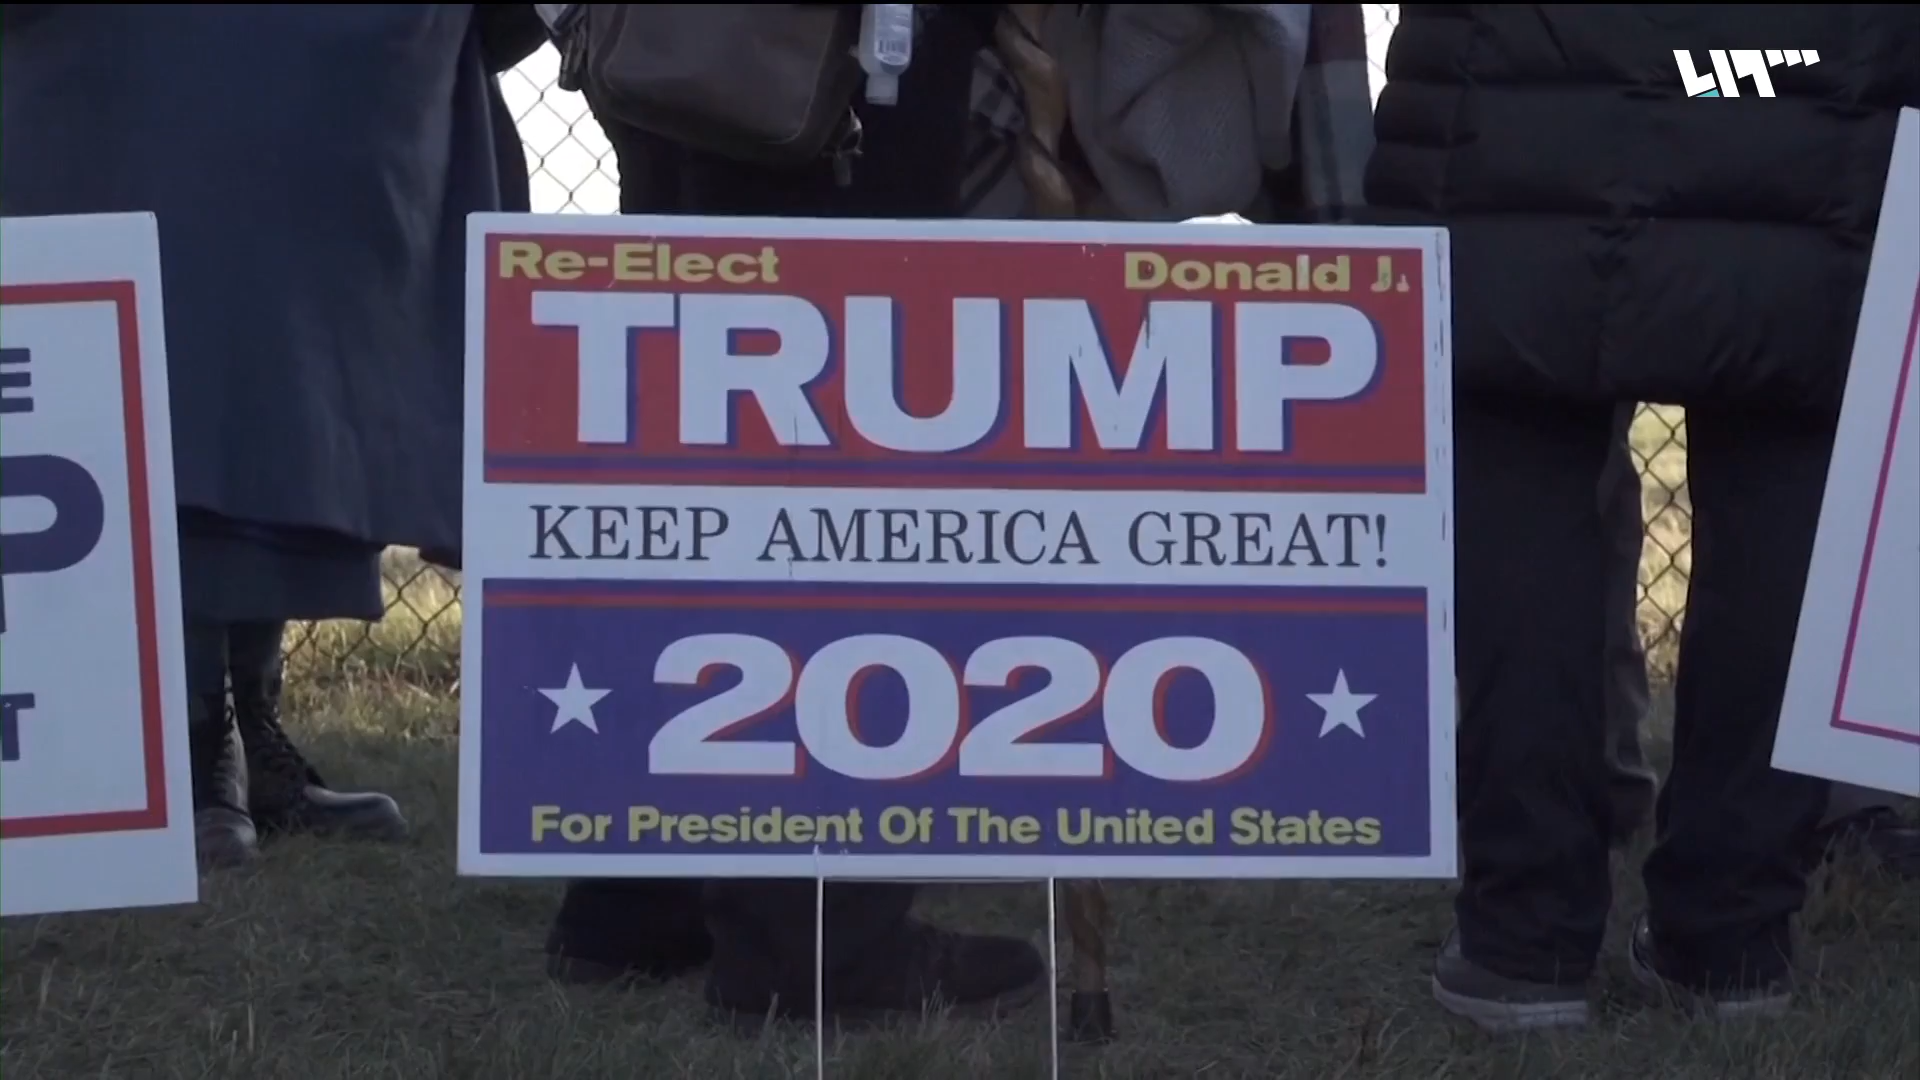 Re-Elect Donald J.
TRUMP
KEEP AMERICA GREAT!
2020
For President Of The United States